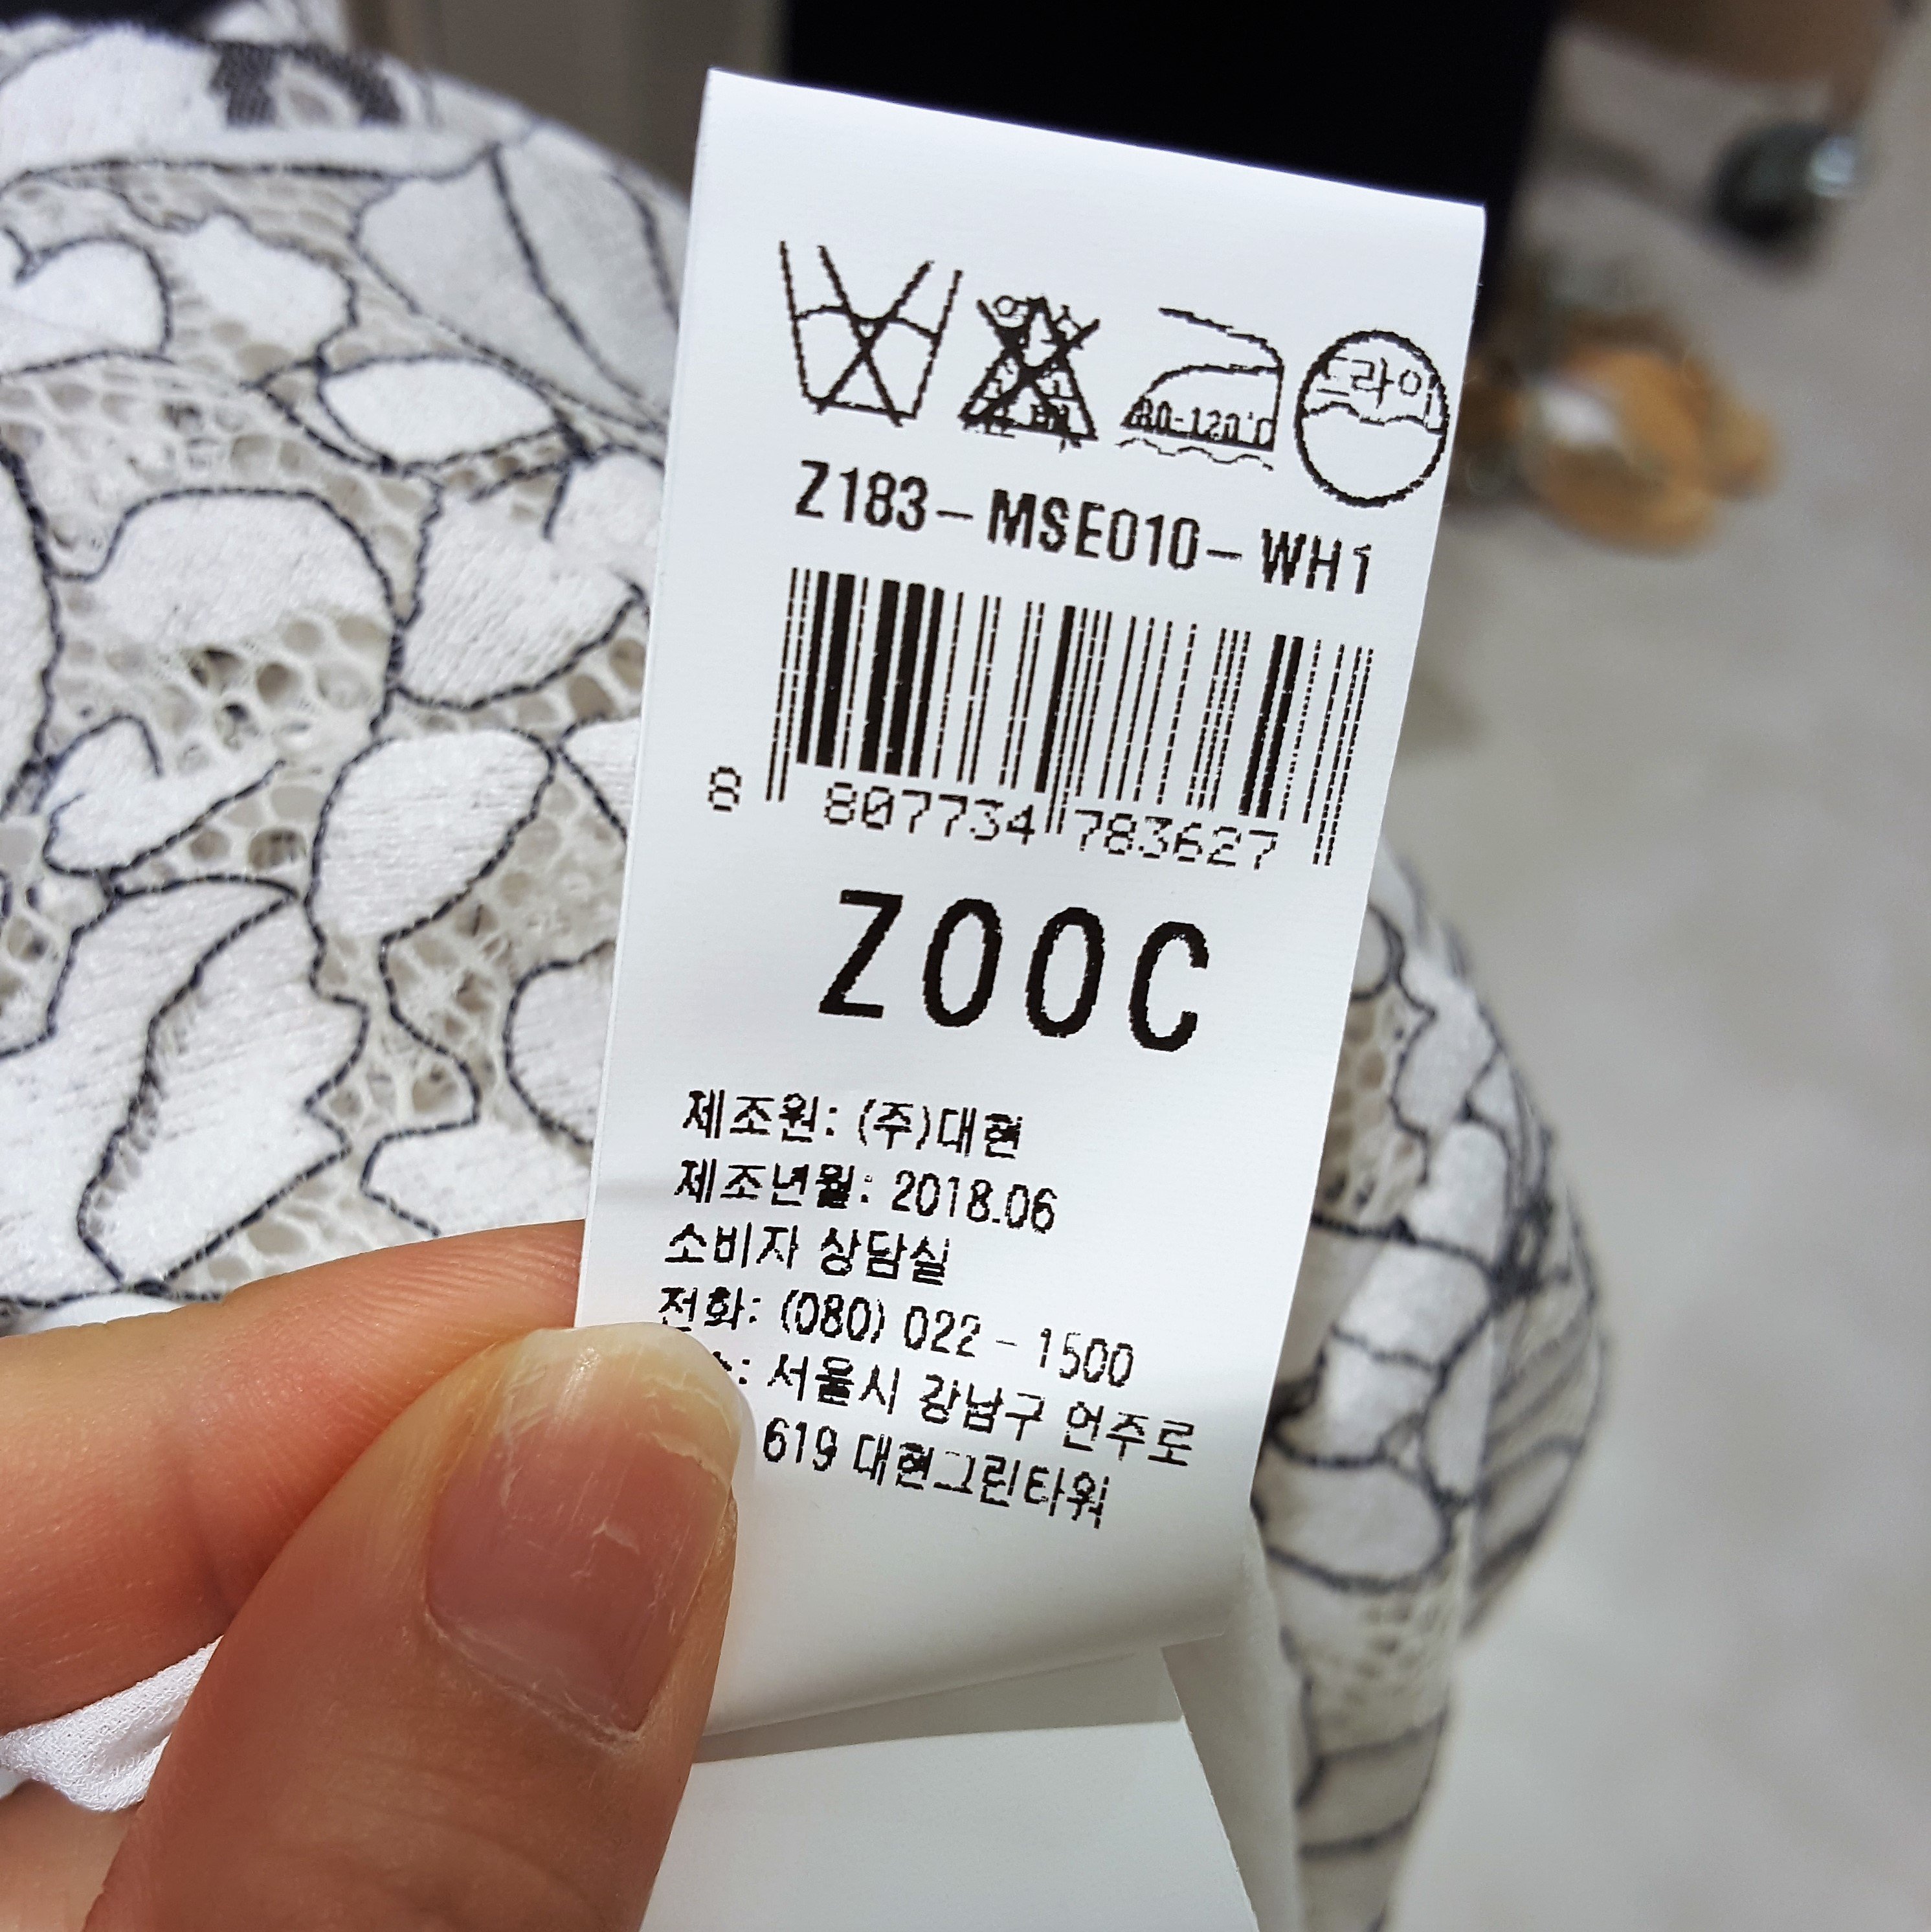 80-120℃
드라이
Z183-MSE010-WH1
8 807734 783627
ZOOC
제조원: (주)대현
제조년월: 2018.06
소비자 상담실
전화: (080) 022-1500
: 서울시 강남구 언주로
619 대현그린타워